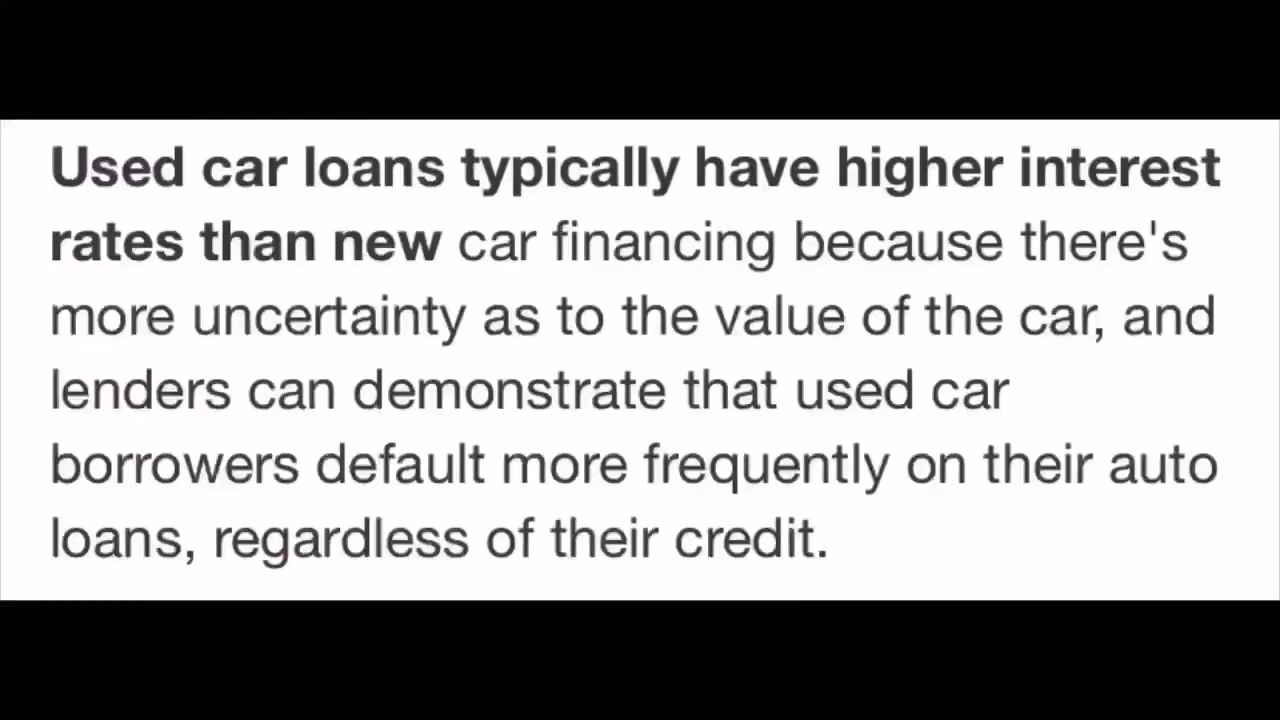 Used car loans typically have higher interest
rates than new car financing because there's
more uncertainty as to the value of the car, and
lenders can demonstrate that used car
borrowers default more frequently on their auto
loans, regardless of their credit.